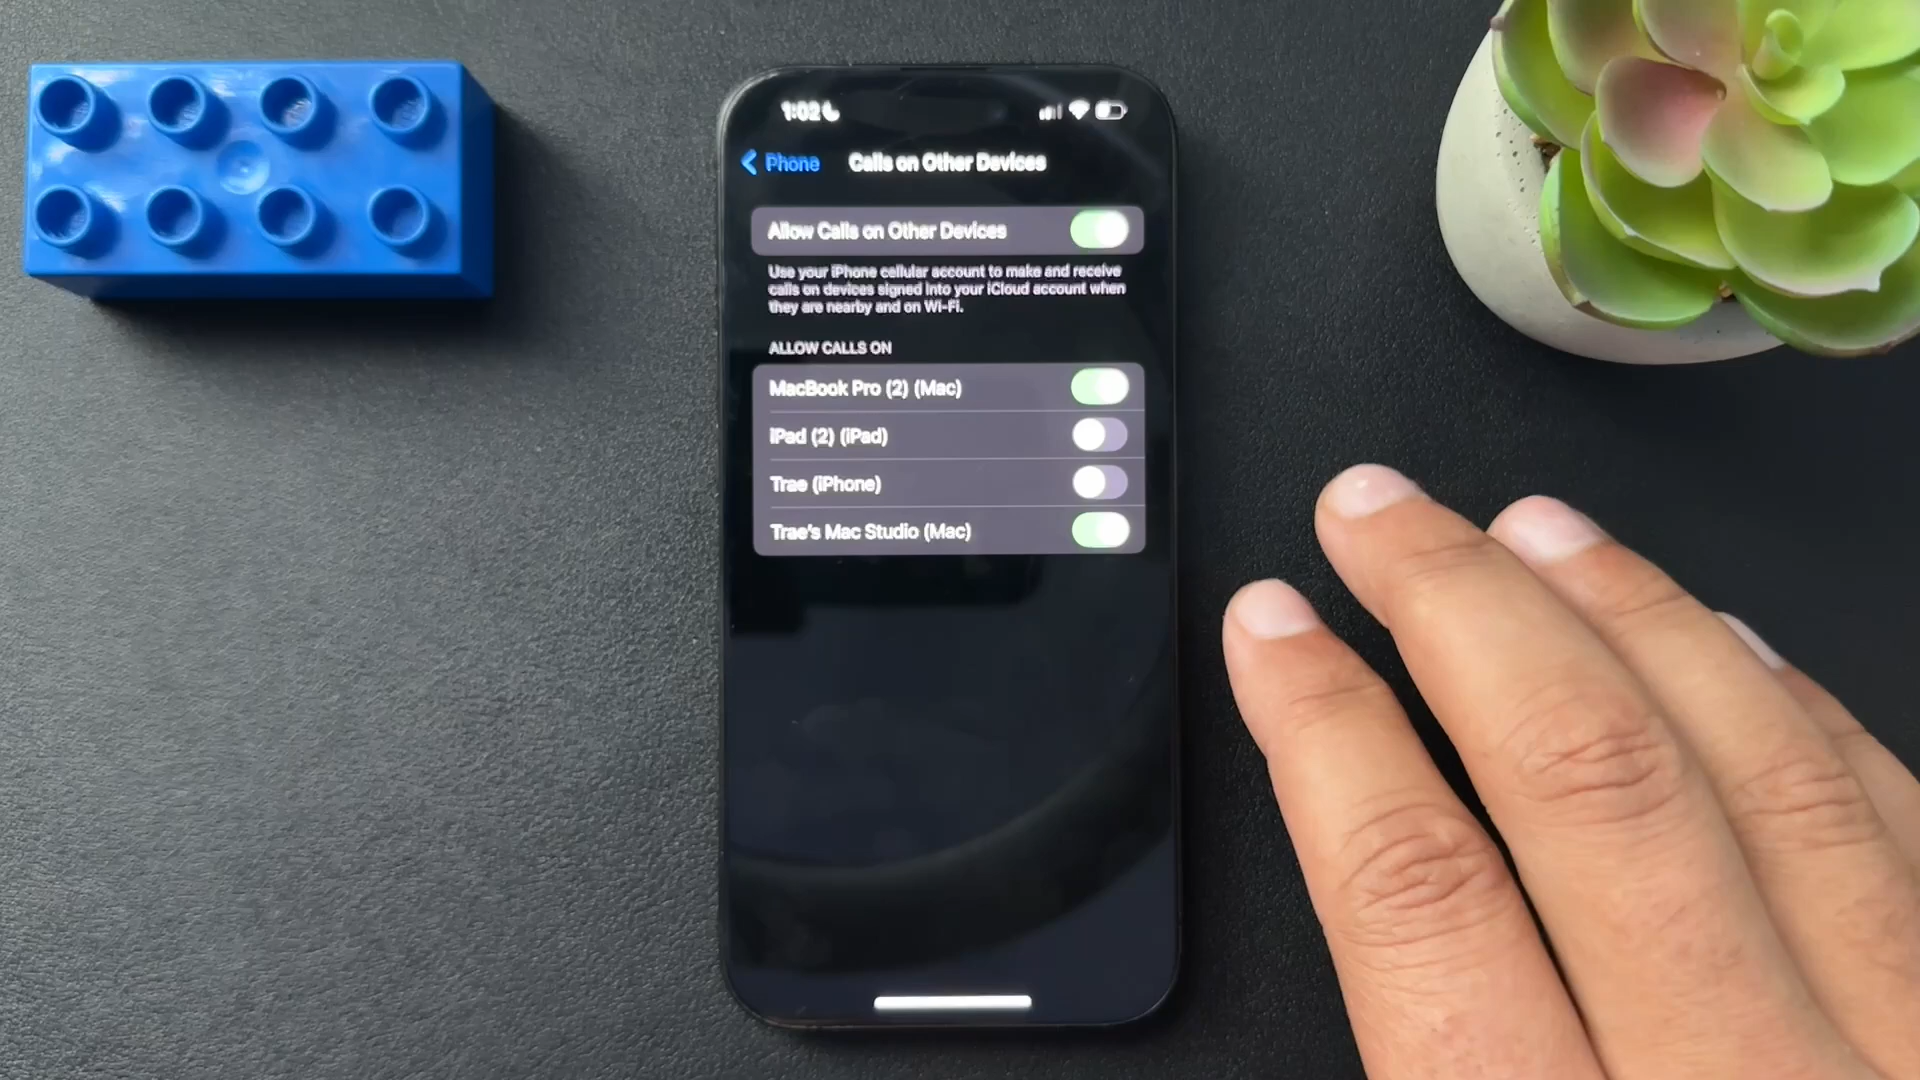 1:02
Phone
Calls on Other Devices
Allow Calls on Other Devices
Use your iPhone cellular account to make and receive
calls on devices signed into your iCloud account when
they are nearby and on Wi-Fi.
ALLOW CALLS ON
MacBook Pro (2) (Mac)
iPad (2) (iPad)
Trae (iPhone)
Trae's Mac Studio (Mac)